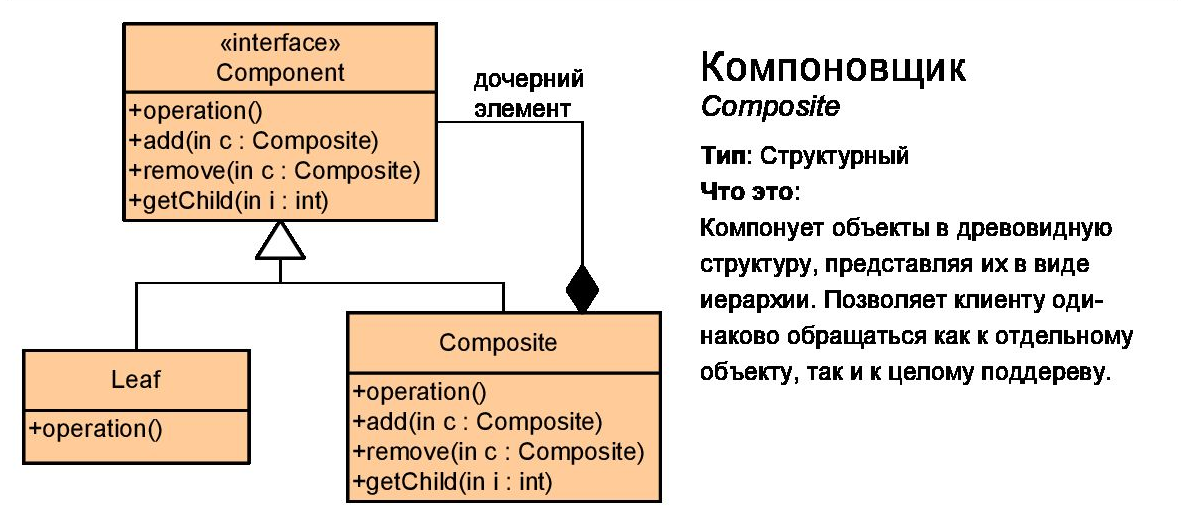 «interface»
Component
+operation()
+add(in c : Composite)
+remove(in c : Composite)
+getChild(in i : int)
дочерний
элемент
Leaf
+operation()
Composite
+operation()
+add(in c : Composite)
+remove(in c : Composite)
+getChild(in i : int)
Компоновщик
Composite
Тип: Структурный
Что это:
Компонует объекты в древовидную
структуру, представляя их в виде
иерархии. Позволяет клиенту оди-
наково обращаться как к отдельному
объекту, так и к целому поддереву.